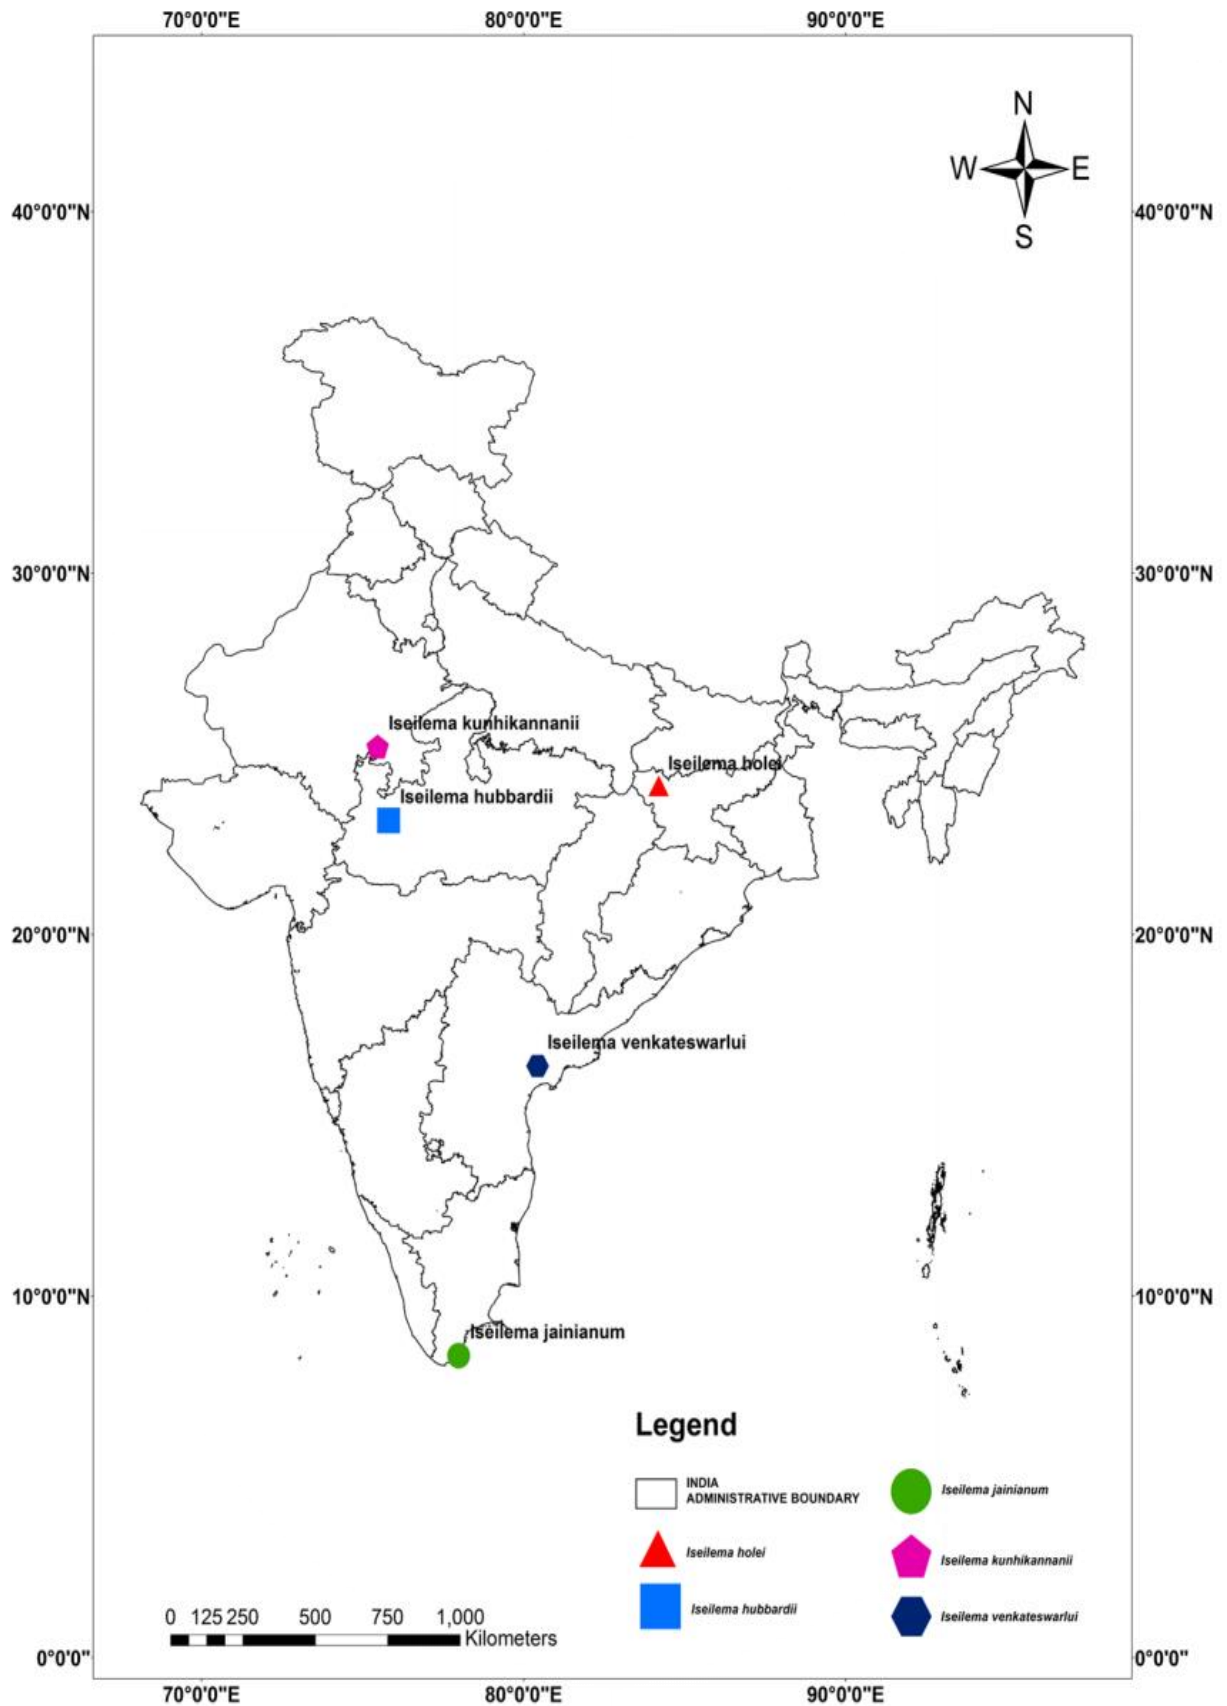 70°0'0"E 80°0'0"E 90°0'0"E
N
W E
S
40°0'0"N 40°0'0"N
30°0'0"N 30°0'0"N
Iseilema kunhikannanii
Iseilema holei
Iseilema hubbardii
20°0'0"N 20°0'0"N
Iseilema venkateswarlui
10°0'0"N 10°0'0"N
Iseilema jainianum
Legend
INDIA
ADMINISTRATIVE BOUNDARY
Iseilema jainianum
Iseilema holei
Iseilema kunhikannanii
Iseilema hubbardii
Iseilema venkateswarlui
0 125 250 500 750 1,000
Kilometers
0°0'0" 0°0'0"
70°0'0"E 80°0'0"E 90°0'0"E